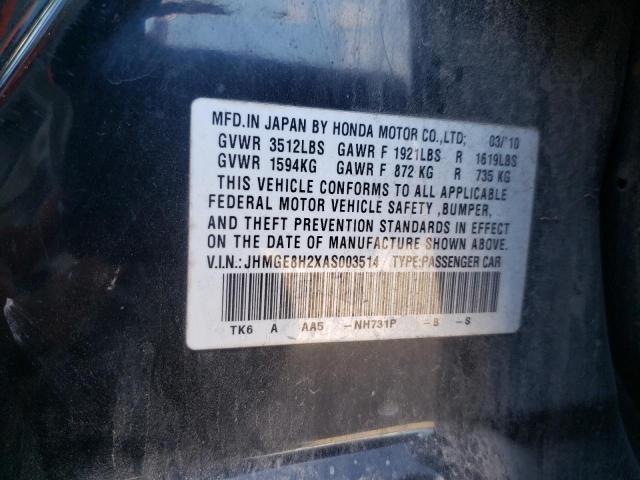 MFD.IN JAPAN BY HONDA MOTOR CO.,LTD; 03/'10
GVWR 3512LBS GAWR F 1921LBS R 1619LBS
GVWR 1594KG GAWR F 872 KG R 735 KG
THIS VEHICLE CONFORMS TO ALL APPLICABLE
FEDERAL MOTOR VEHICLE SAFETY ,BUMPER,
AND THEFT PREVENTION STANDARDS IN EFFECT
ON THE DATE OF MANUFACTURE SHOWN ABOVE.
V.I.N.:JHMGE8H2XAS003514 TYPE:PASSENGER CAR
TK6 A AA5 -NH731P -B -S